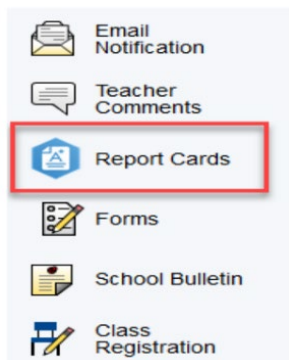 Email
Notification
Teacher
Comments
Report Cards
Forms
School Bulletin
Class
Registration